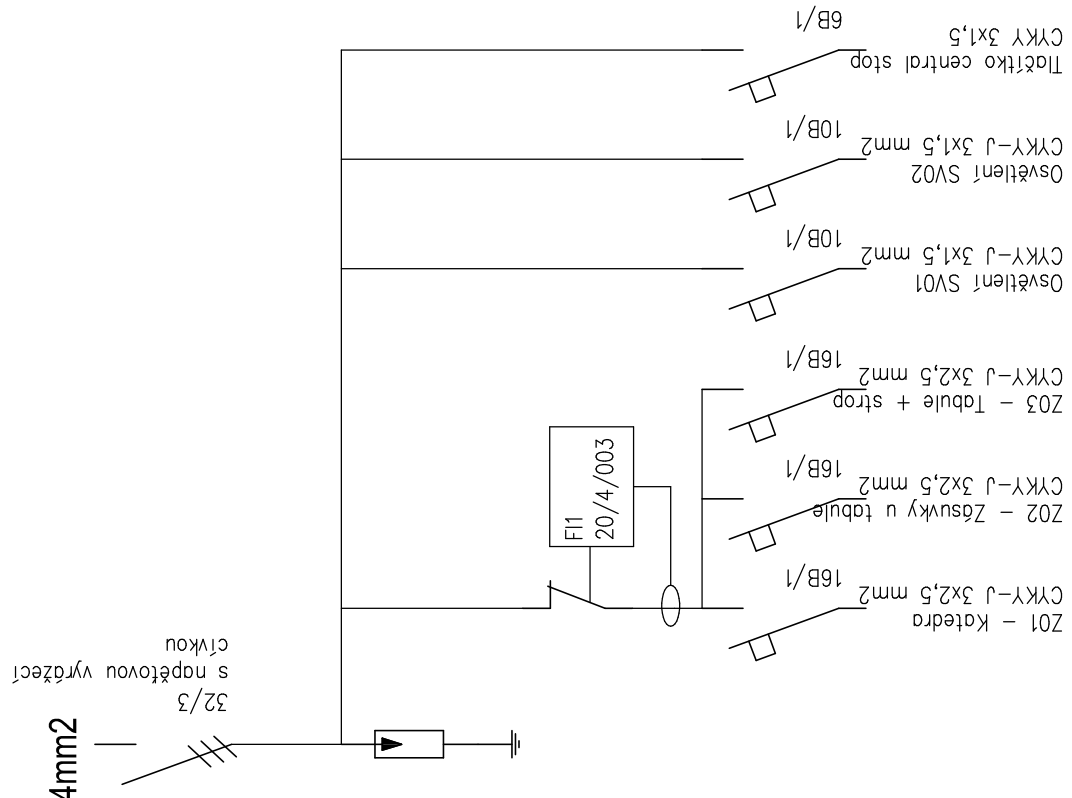 6B/1
Tlačítko central stop
CYKY 3x1,5
10B/1
Osvětlení SV02
CYKY-J 3x1,5 mm2
10B/1
Osvětlení SV01
CYKY-J 3x1,5 mm2
16B/1
Z03 - Tabule + strop
CYKY-J 3x2,5 mm2
16B/1
Z02 - Zásuvky u tabule
CYKY-J 3x2,5 mm2
16B/1
Z01 - Katedra
CYKY-J 3x2,5 mm2
FI1
20/4/003
32/3
s napěťovou vyrážecí
cívkou
4mm2